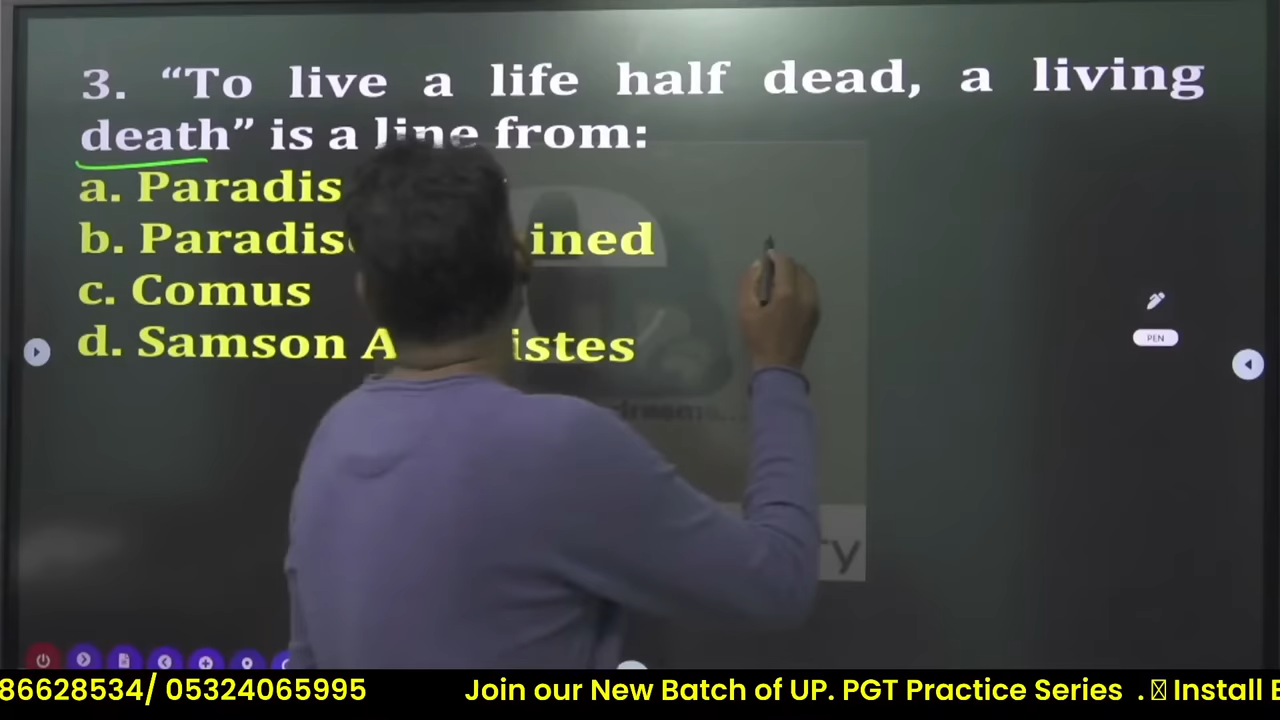 3. “To live a life half dead, a living
death” is a line from:
a. Paradis
b. Paradis ined
c. Comus
d. Samson A istes
dreams...
PEN
86628534/ 05324065995 Join our New Batch of UP. PGT Practice Series . Install E